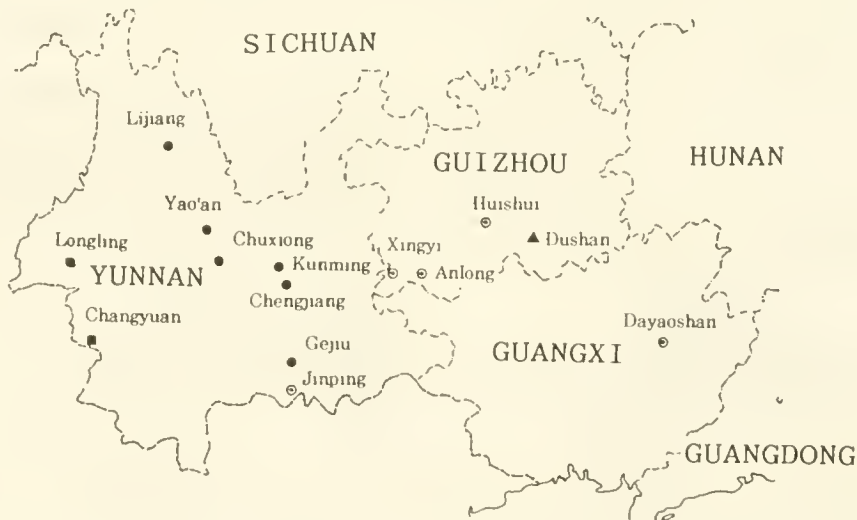 SICHUAN
Lijiang
GUIZHOU
HUNAN
Huishui
Yao'an
Dushan
Longling
Chuxiong
Xingyi
YUNNAN
Kunming
Anlong
Chengjiang
Changyuan
Dayaoshan
Gejiu
GUANGXI
Jinping
GUANGDONG